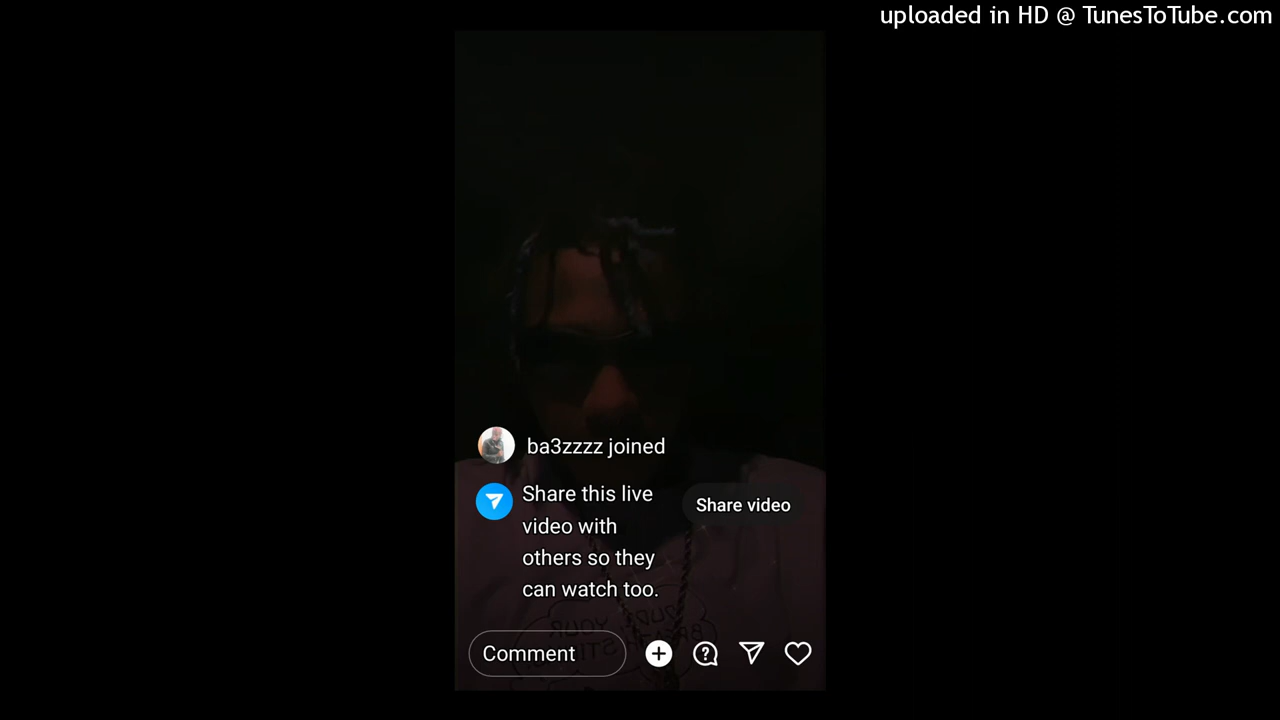 uploaded in HD @ TunesToTube.com
ba3zzzz joined
Share this live
video with
others so they
can watch too.
Share video
Comment
YOUR